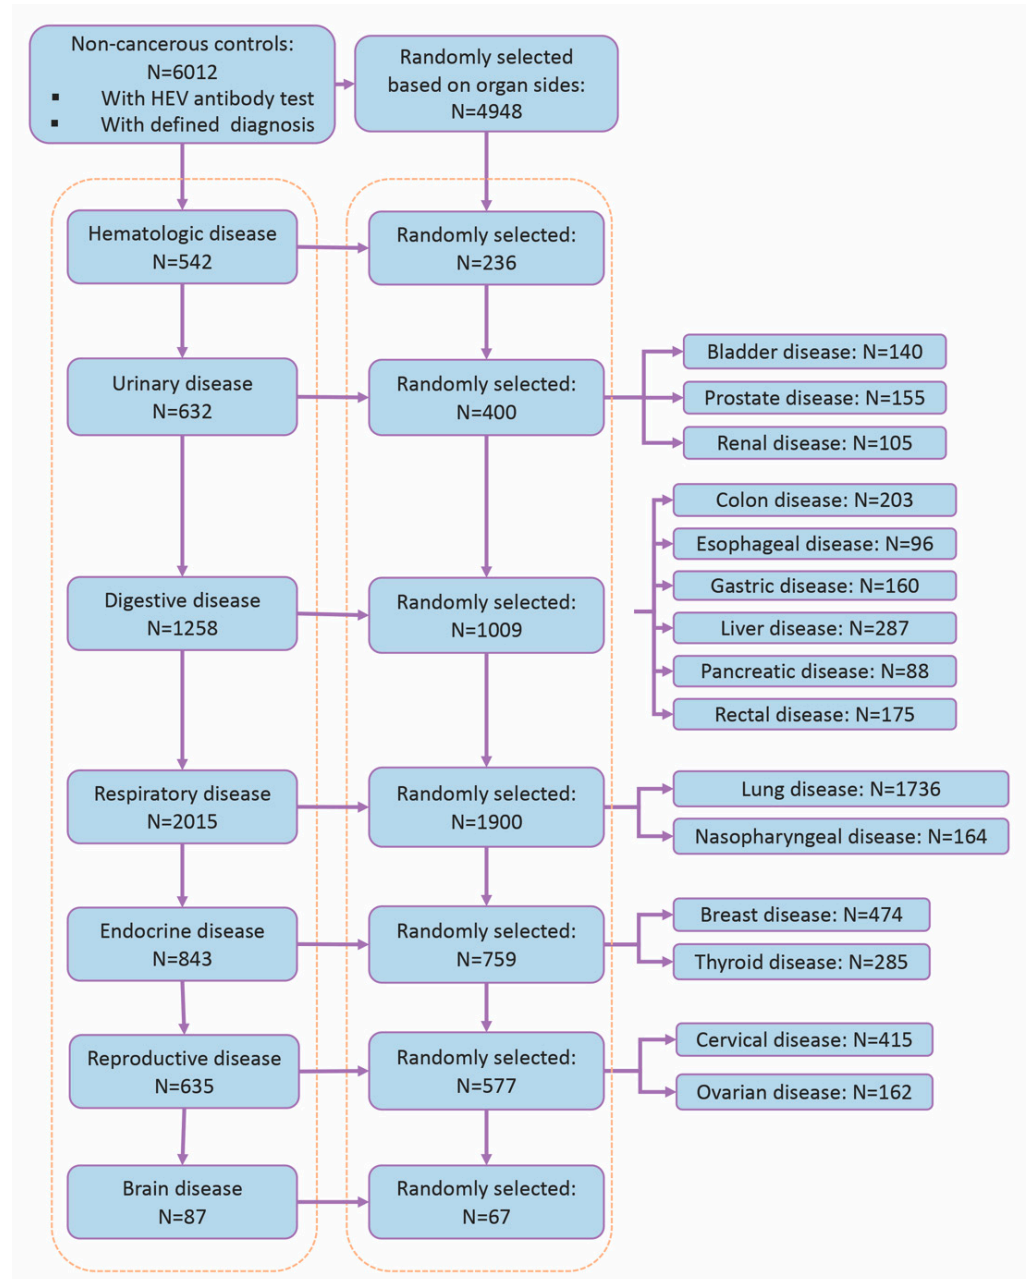 Non-cancerous controls:
N=6012
▪ With HEV antibody test
▪ With defined diagnosis
Randomly selected
based on organ sides:
N=4948
Hematologic disease
N=542
Randomly selected:
N=236
Urinary disease
N=632
Randomly selected:
N=400
Bladder disease: N=140
Prostate disease: N=155
Renal disease: N=105
Digestive disease
N=1258
Randomly selected:
N=1009
Colon disease: N=203
Esophageal disease: N=96
Gastric disease: N=160
Liver disease: N=287
Pancreatic disease: N=88
Rectal disease: N=175
Respiratory disease
N=2015
Randomly selected:
N=1900
Lung disease: N=1736
Nasopharyngeal disease: N=164
Endocrine disease
N=843
Randomly selected:
N=759
Breast disease: N=474
Thyroid disease: N=285
Reproductive disease
N=635
Randomly selected:
N=577
Cervical disease: N=415
Ovarian disease: N=162
Brain disease
N=87
Randomly selected:
N=67